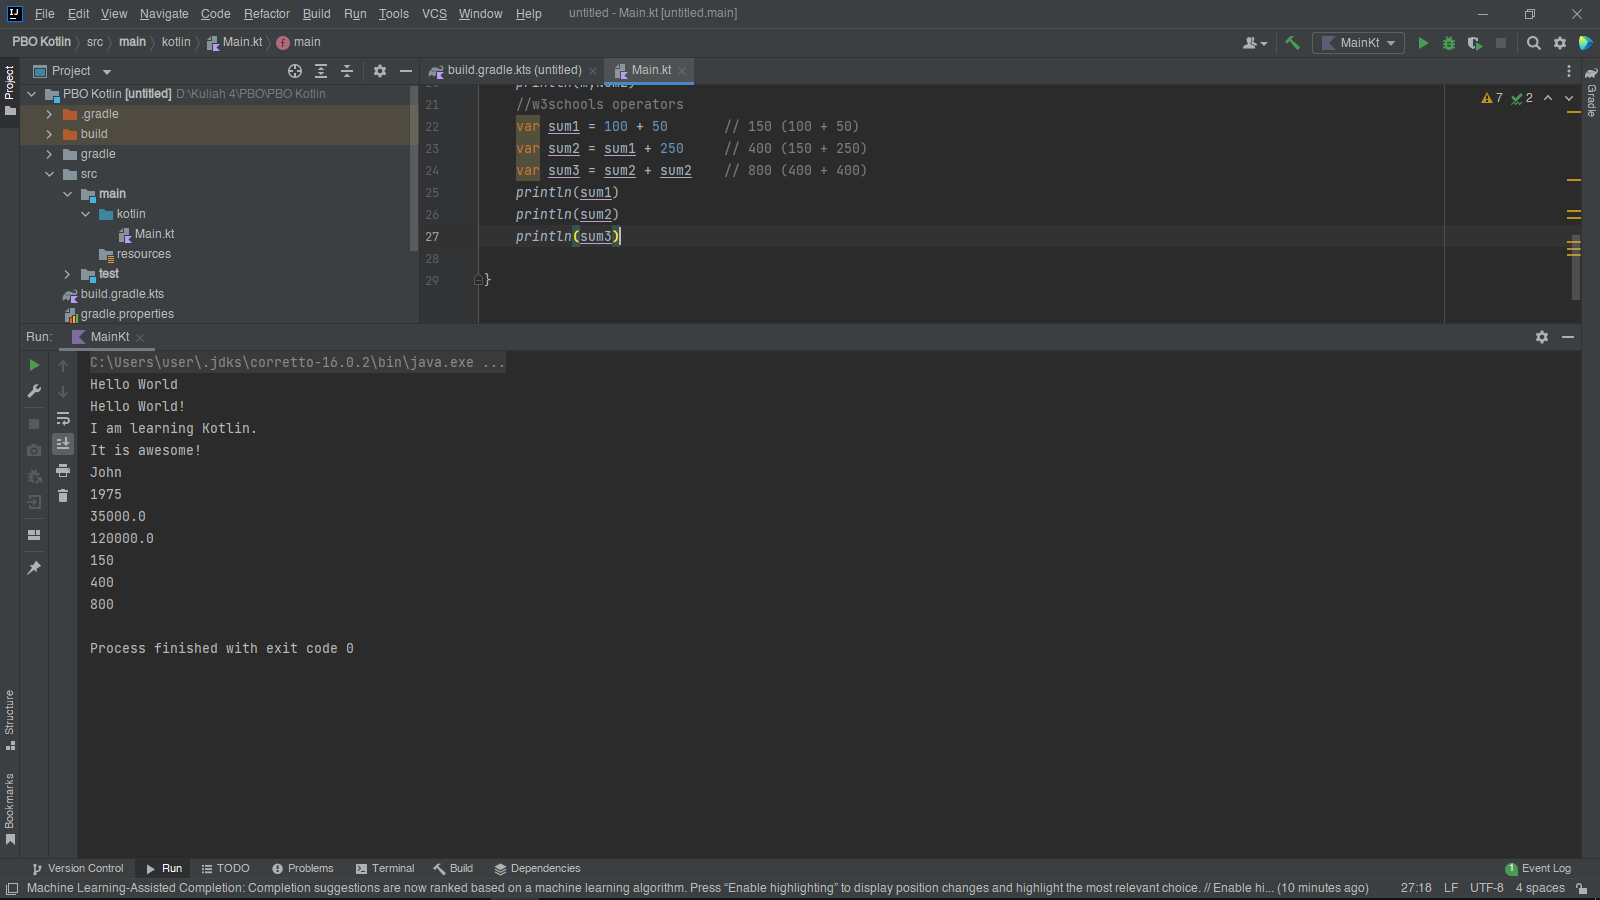 File Edit View Navigate Code Refactor Build Run Tools VCS Window Help untitled - Main.kt [untitled.main]
PBO Kotlin src main kotlin Main.kt main MainKt
Project build.gradle.kts (untitled) Main.kt
Project
PBO Kotlin [untitled] D:\Kuliah 4\PBO\PBO Kotlin
.gradle
build
gradle
src
main
kotlin
Main.kt
resources
test
build.gradle.kts
gradle.properties
println(myNum2)
21 //w3schools operators
22 var sum1 = 100 + 50 // 150 (100 + 50)
23 var sum2 = sum1 + 250 // 400 (150 + 250)
24 var sum3 = sum2 + sum2 // 800 (400 + 400)
25 println(sum1)
26 println(sum2)
27 println(sum3)
28
29 }
7 2
Gradle
Run: MainKt
C:\Users\user\.jdks\corretto-16.0.2\bin\java.exe ...
Hello World
Hello World!
I am learning Kotlin.
It is awesome!
John
1975
35000.0
120000.0
150
400
800
Process finished with exit code 0
Structure
Bookmarks
Version Control Run TODO Problems Terminal Build Dependencies 1 Event Log
Machine Learning-Assisted Completion: Completion suggestions are now ranked based on a machine learning algorithm. Press “Enable highlighting” to display position changes and highlight the most relevant choice. // Enable hi... (10 minutes ago) 27:18 LF UTF-8 4 spaces